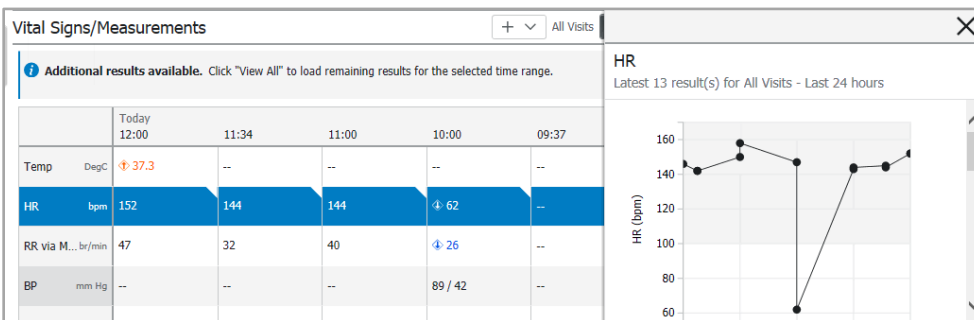 Vital Signs/Measurements
+ All Visits
Additional results available. Click "View All" to load remaining results for the selected time range.
Today
12:00 11:34 11:00 10:00 09:37
Temp DegC 37.3 -- -- -- --
HR bpm 152 144 144 62 --
RR via M... br/min 47 32 40 26 --
BP mm Hg -- -- -- 89 / 42 --
HR
Latest 13 result(s) for All Visits - Last 24 hours
HR (bpm)
160
140
120
100
80
60